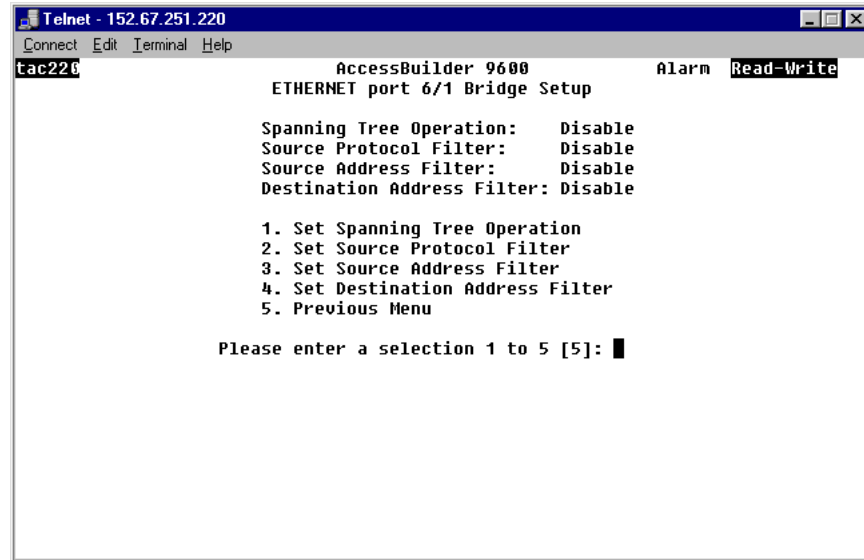 Telnet - 152.67.251.220
Connect Edit Terminal Help
tac220 AccessBuilder 9600 Alarm Read-Write
ETHERNET port 6/1 Bridge Setup
Spanning Tree Operation: Disable
Source Protocol Filter: Disable
Source Address Filter: Disable
Destination Address Filter: Disable
1. Set Spanning Tree Operation
2. Set Source Protocol Filter
3. Set Source Address Filter
4. Set Destination Address Filter
5. Previous Menu
Please enter a selection 1 to 5 [5]: